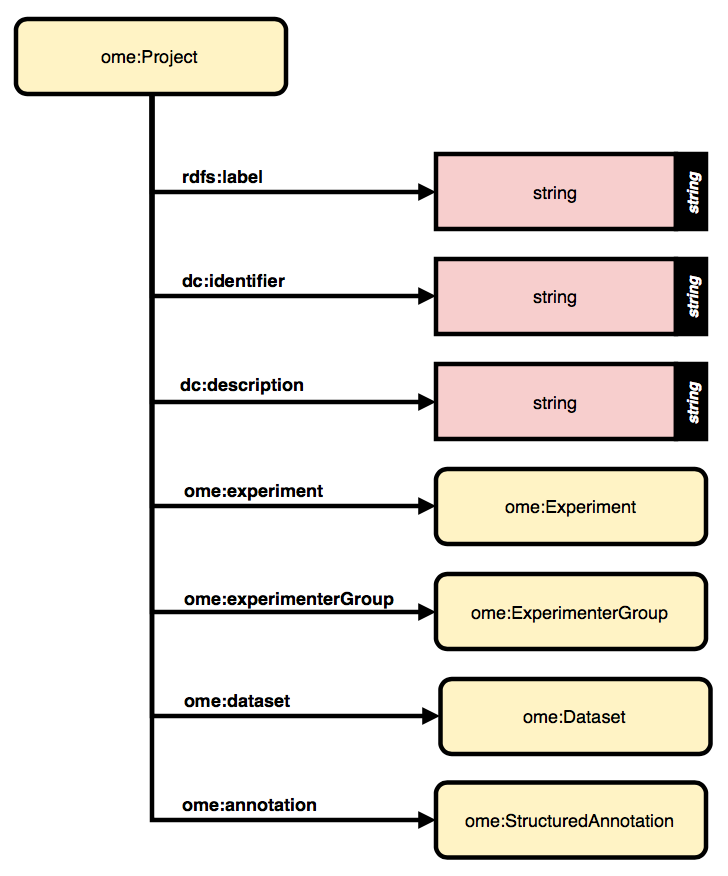 ome:Project
rdfs:label
string
string
dc:identifier
string
string
dc:description
string
string
ome:experiment
ome:Experiment
ome:experimenterGroup
ome:ExperimenterGroup
ome:dataset
ome:Dataset
ome:annotation
ome:StructuredAnnotation